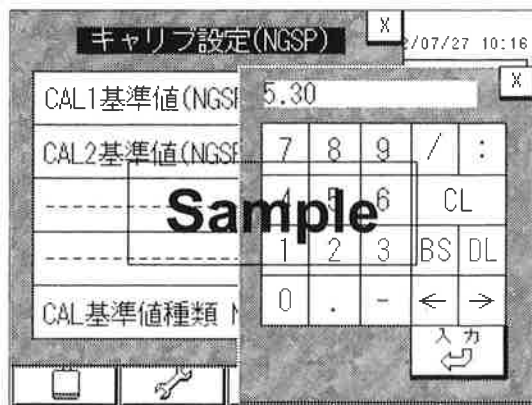 キャリブ設定(NGSP)
X
2/07/27 10:16
X
CAL1基準値(NGSP
5.30
CAL2基準値(NGSP
7 8 9 / :
4 5 6 CL
Sample
1 2 3 BS DL
0 . - ← →
CAL基準値種類 N
入力